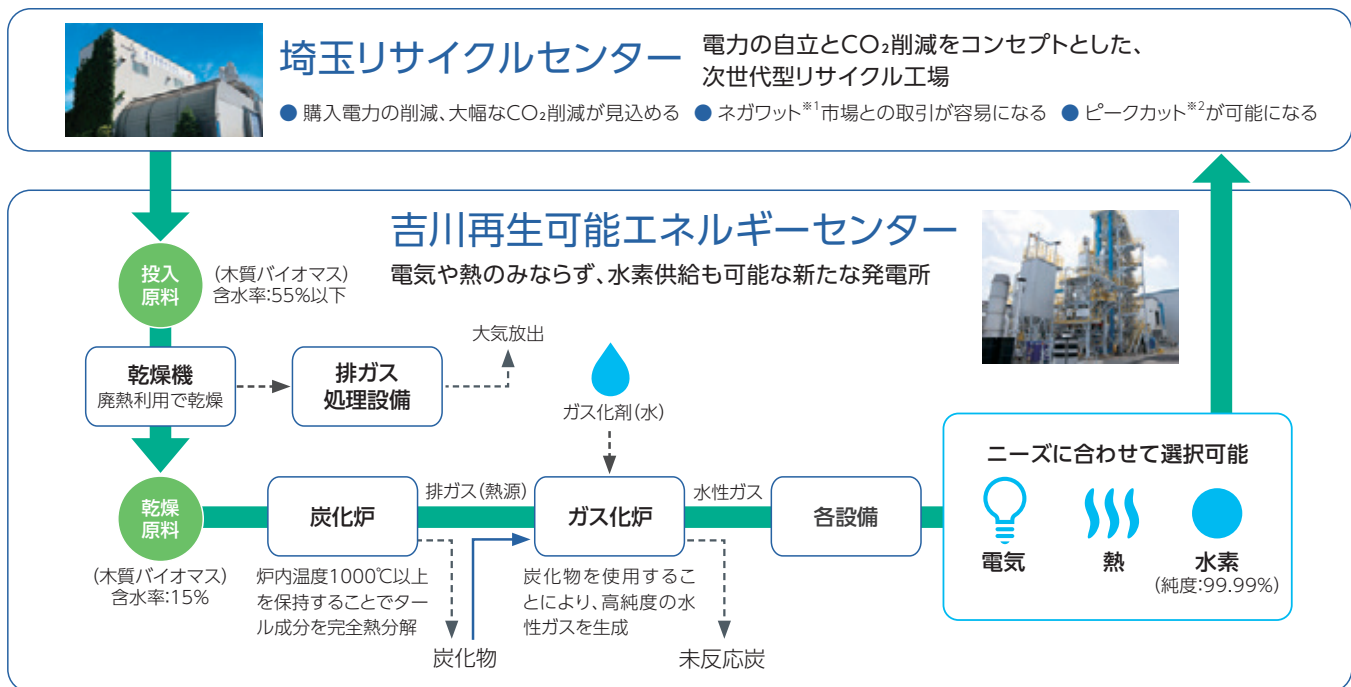 埼玉リサイクルセンター
電力の自立とCO₂削減をコンセプトとした、
次世代型リサイクル工場
● 購入電力の削減、大幅なCO₂削減が見込める ● ネガワット※1市場との取引が容易になる ● ピークカット※2が可能になる
吉川再生可能エネルギーセンター
電気や熱のみならず、水素供給も可能な新たな発電所
投入
原料
(木質バイオマス)
含水率:55%以下
乾燥機
廃熱利用で乾燥
排ガス
処理設備
大気放出
ガス化剤(水)
乾燥
原料
(木質バイオマス)
含水率:15%
炭化炉
炉内温度1000℃以上
を保持することでター
ル成分を完全熱分解
排ガス(熱源)
炭化物
ガス化炉
炭化物を使用するこ
とにより、高純度の水
性ガスを生成
水性ガス
未反応炭
各設備
ニーズに合わせて選択可能
電気
熱
水素
(純度:99.99%)